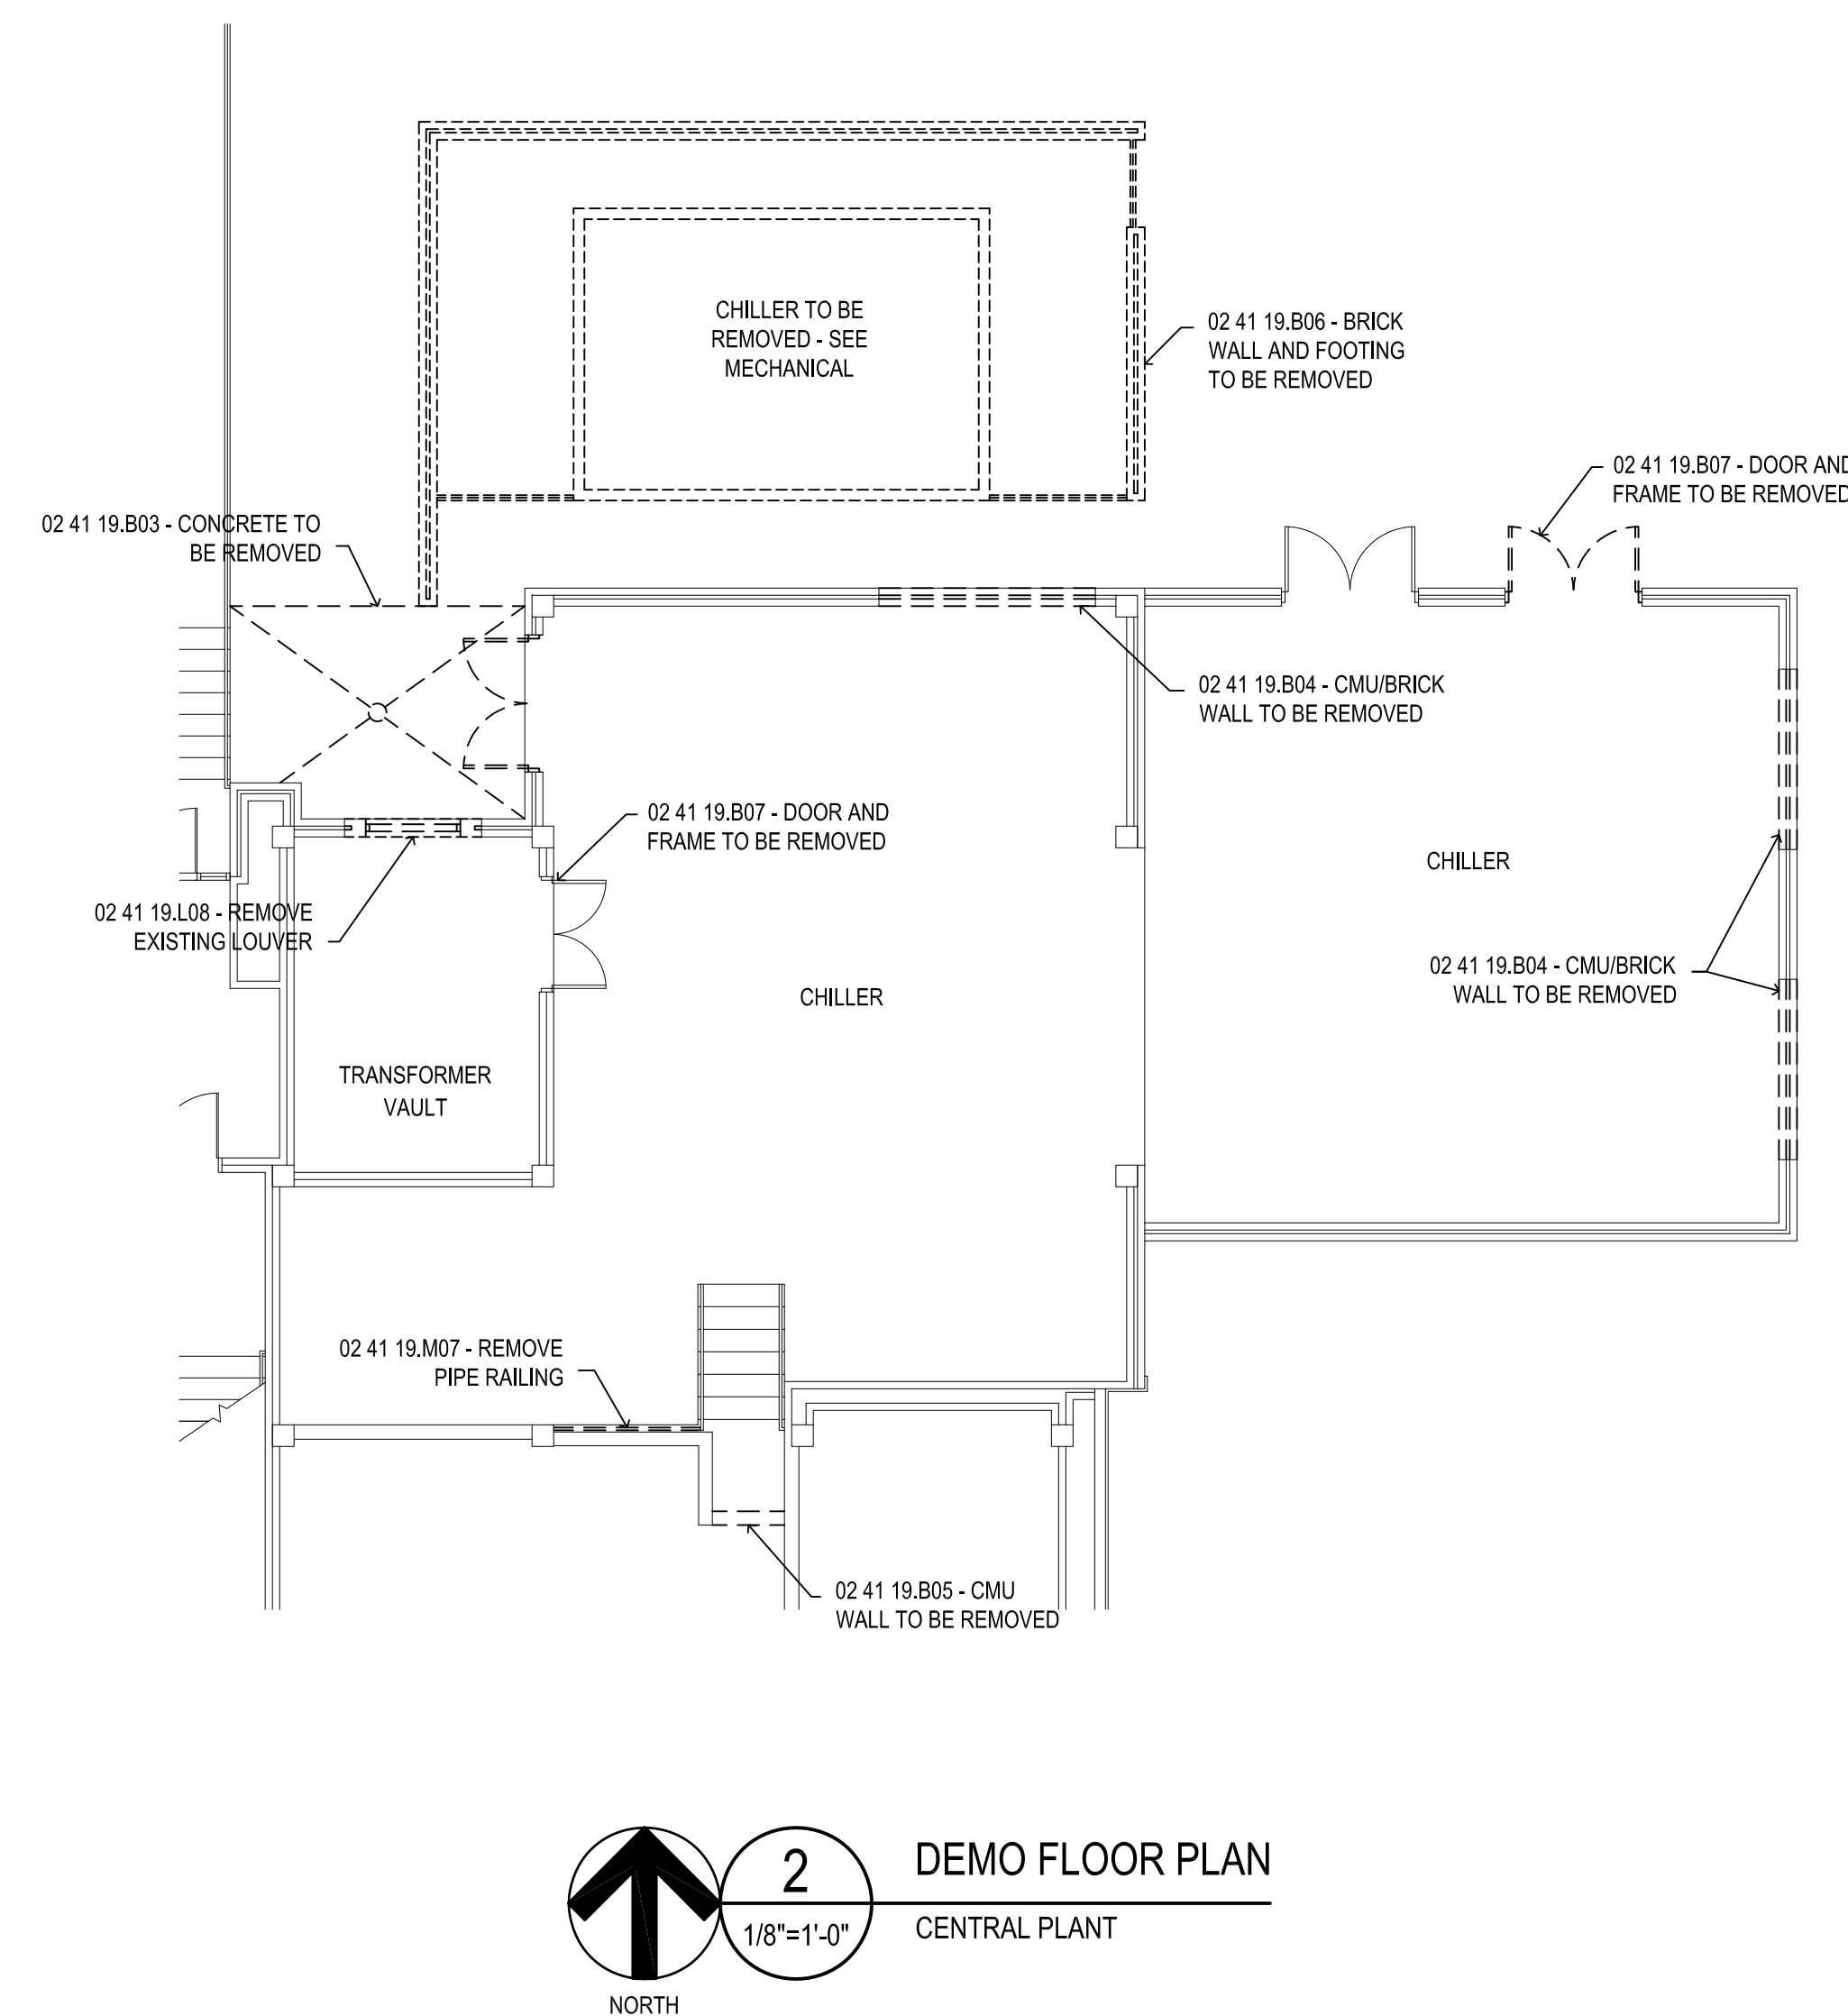 CHILLER TO BE
REMOVED - SEE
MECHANICAL
02 41 19.B06 - BRICK
WALL AND FOOTING
TO BE REMOVED
02 41 19.B07 - DOOR AND
FRAME TO BE REMOVED
02 41 19.B03 - CONCRETE TO
BE REMOVED
02 41 19.B04 - CMU/BRICK
WALL TO BE REMOVED
02 41 19.B07 - DOOR AND
FRAME TO BE REMOVED
CHILLER
02 41 19.L08 - REMOVE
EXISTING LOUVER
02 41 19.B04 - CMU/BRICK
WALL TO BE REMOVED
CHILLER
TRANSFORMER
VAULT
02 41 19.M07 - REMOVE
PIPE RAILING
02 41 19.B05 - CMU
WALL TO BE REMOVED
2
DEMO FLOOR PLAN
1/8"=1'-0"
CENTRAL PLANT
NORTH